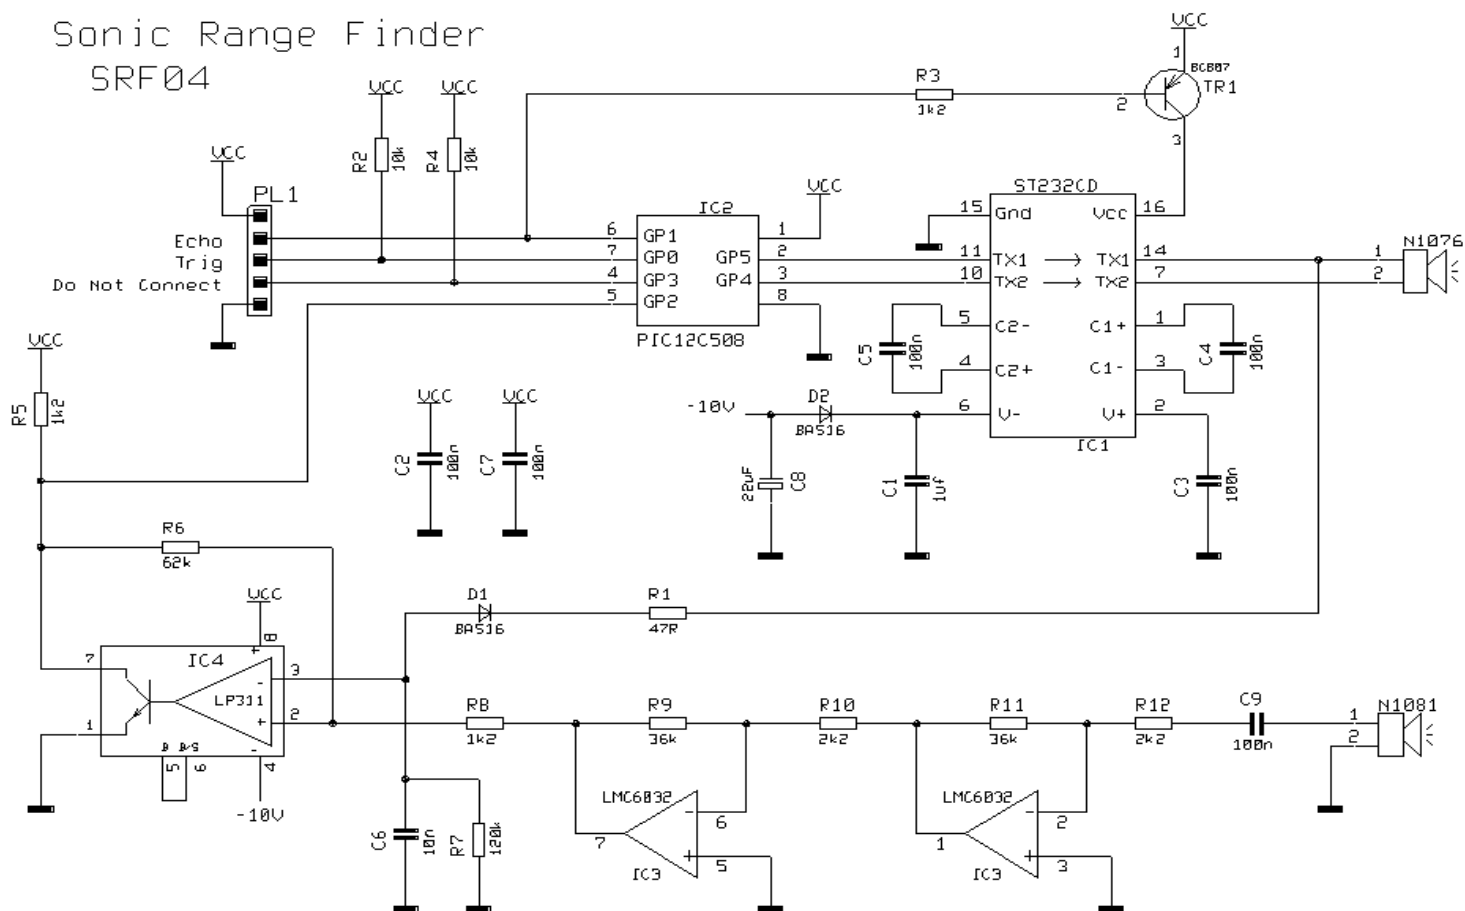 Sonic Range Finder
SRF04
VCC
1
BC807
TR1
2
3
R3
1k2
VCC
VCC
R2
10k
R4
10k
VCC
PL1
Echo
Trig
Do Not Connect
IC2
VCC
6 GP1 1
7 GP0 GP5 2
4 GP3 GP4 3
5 GP2 8
PIC12C508
ST232CD
15 Gnd Vcc 16
11 TX1 → TX1 14
10 TX2 → TX2 7
5 C2- C1+ 1
4 C2+ C1- 3
6 V- V+ 2
IC1
N1076
1
2
C5
100n
C4
100n
-10V
D2
BAS16
22uF
C8
C1
1uf
C3
100n
VCC
R5
1k2
VCC
C2
100n
VCC
C7
100n
R6
62k
VCC
8
+
IC4
LP311
7
1
- 3
+ 2
B B/S
5 6
-
4
-10V
D1
BAS16
R1
47R
R8
1k2
R9
36k
R10
2k2
R11
36k
R12
2k2
C9
100n
N1081
1
2
C6
10n
R7
120k
LMC6032
- 6
7
+ 5
IC3
LMC6032
- 2
1
+ 3
IC3